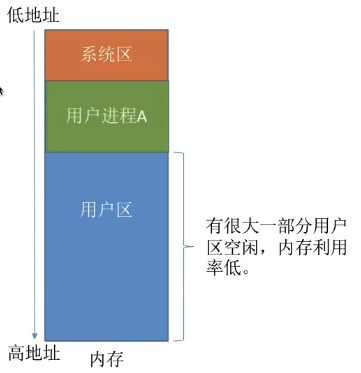 低地址
系统区
用户进程A
用户区
有很大一部分用户
区空闲，内存利用
率低。
高地址
内存